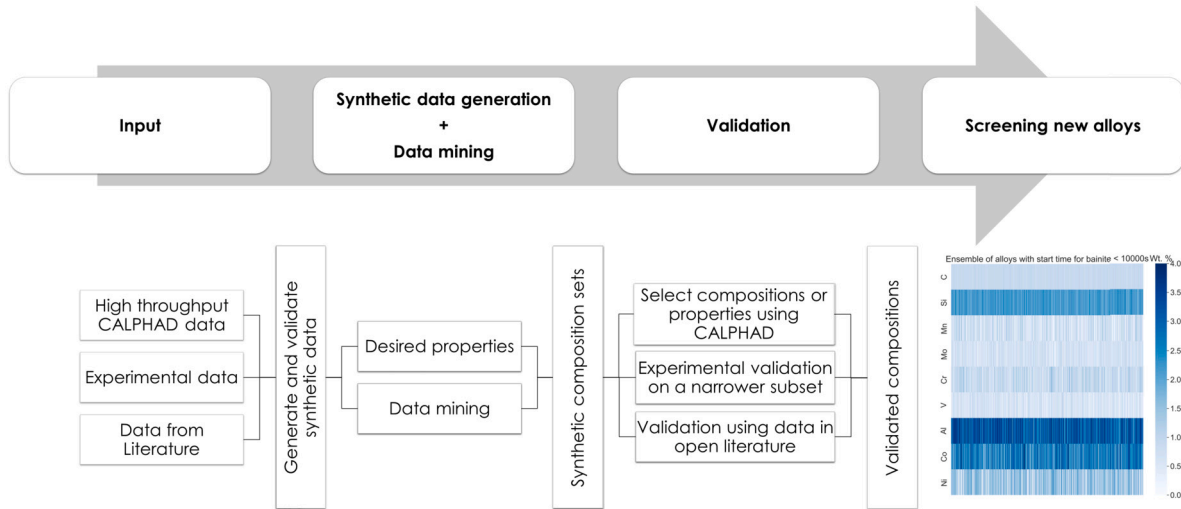 Input
Synthetic data generation
+
Data mining
Validation
Screening new alloys
High throughput
CALPHAD data
Experimental data
Data from
Literature
Generate and validate
synthetic data
Desired properties
Data mining
Synthetic composition sets
Select compositions or
properties using
CALPHAD
Experimental validation
on a narrower subset
Validation using data in
open literature
Validated compositions
Ensemble of alloys with start time for bainite < 10000s
Wt. %
C
Si
Mn
Mo
Cr
V
Al
Co
Ni
4.0
3.5
3.0
2.5
2.0
1.5
1.0
0.5
0.0